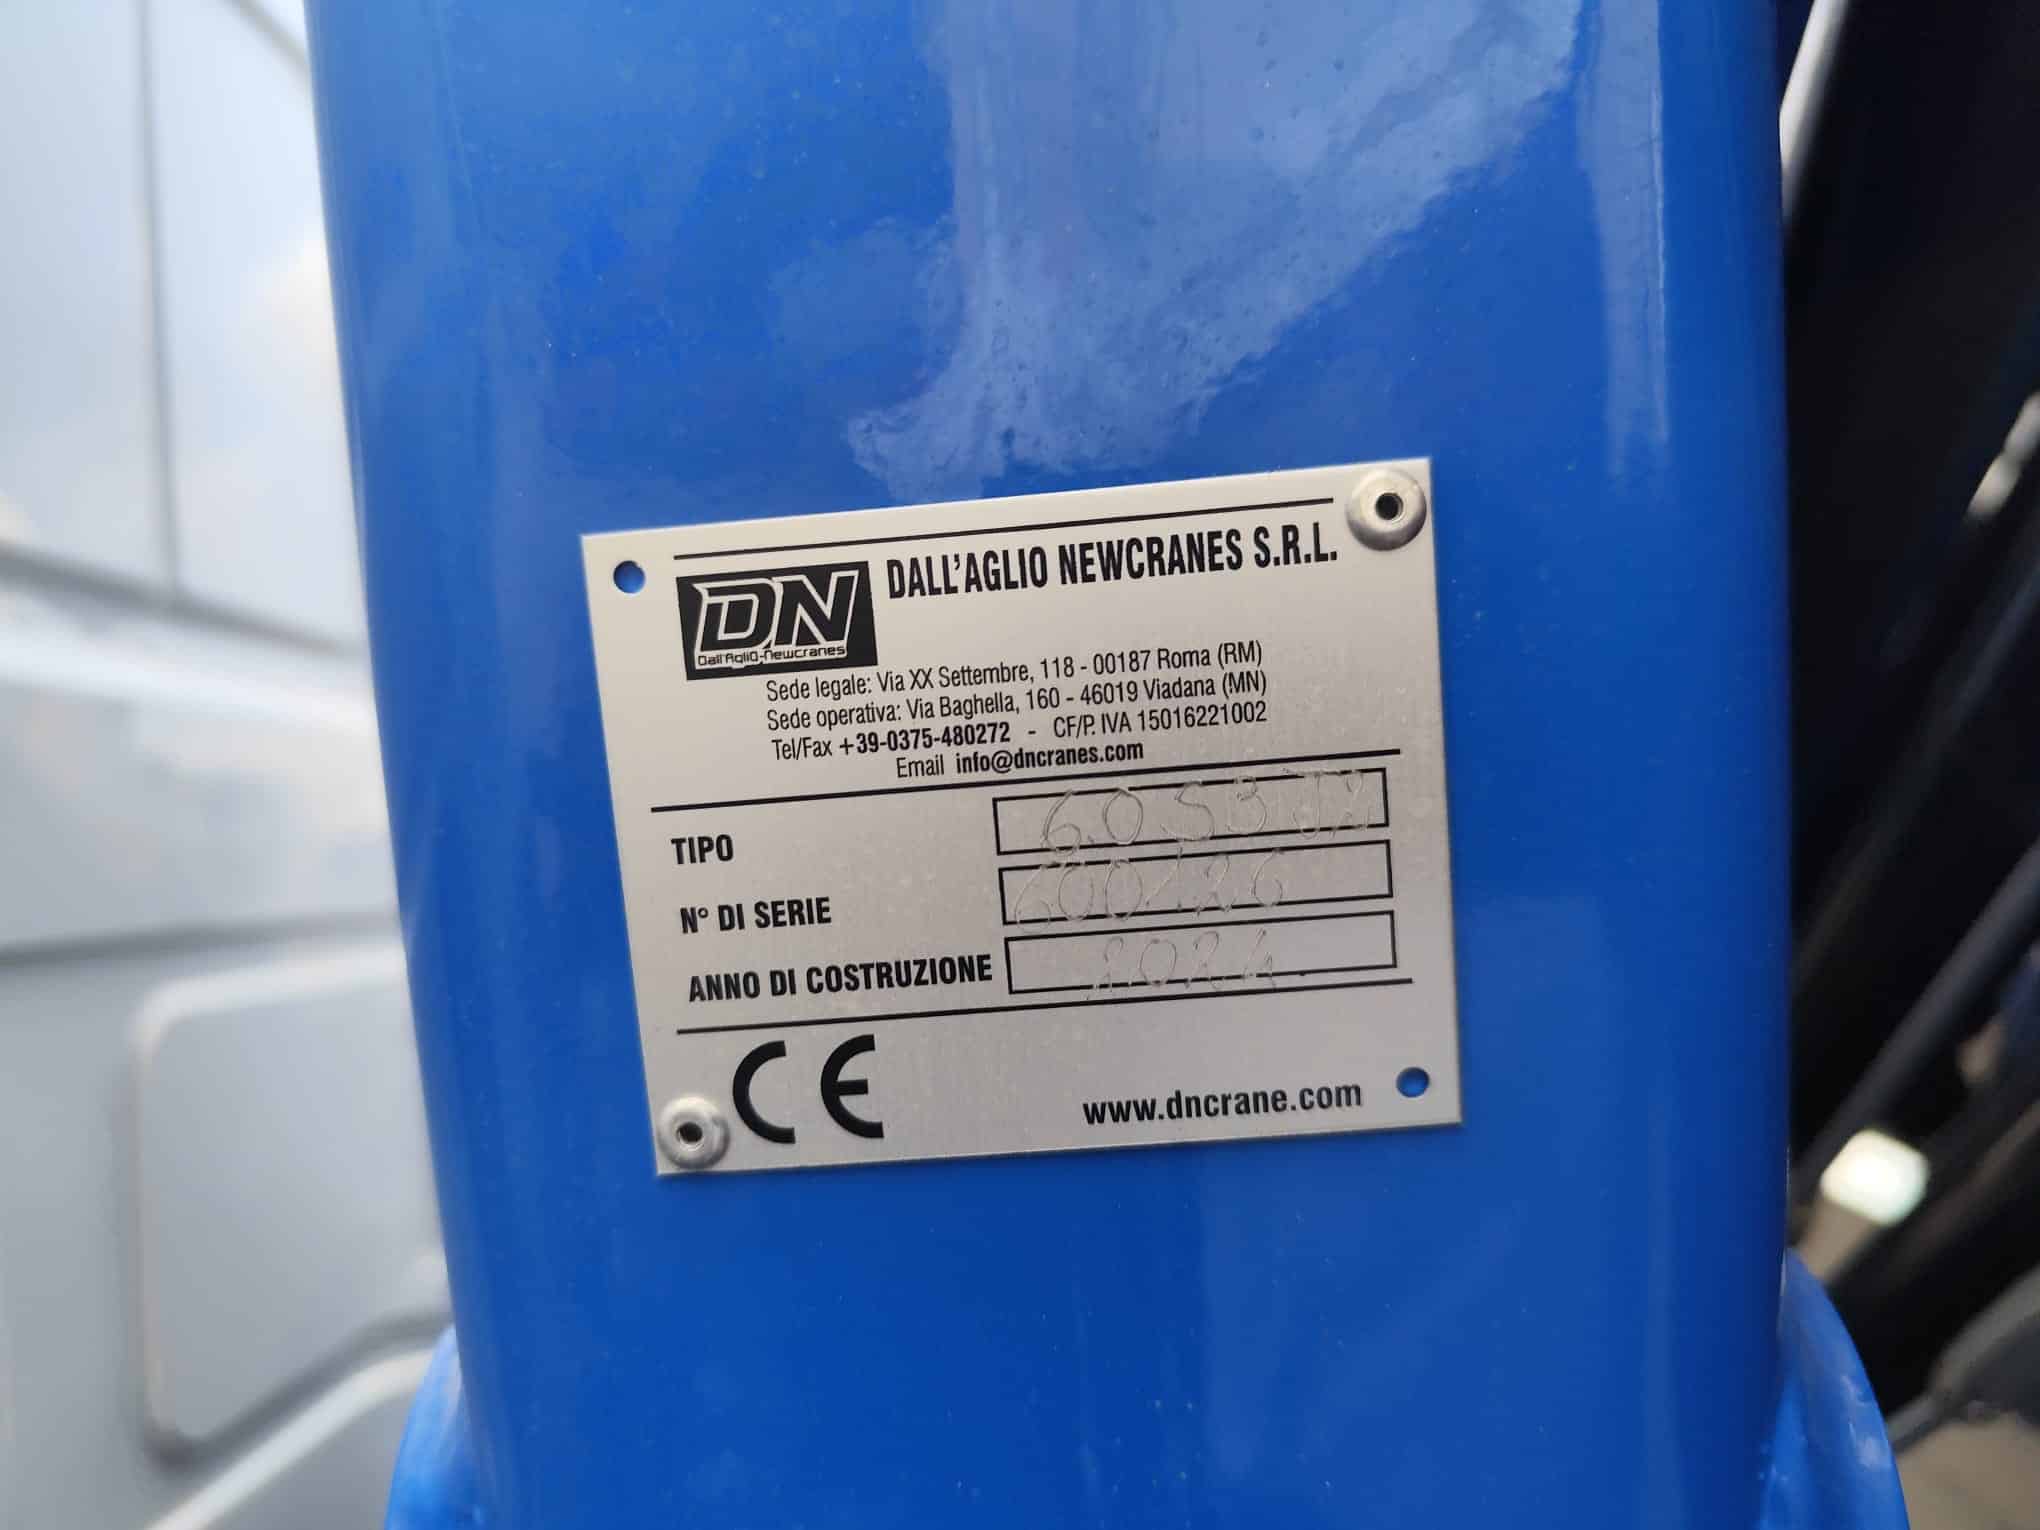 DALL'AGLIO NEWCRANES S.R.L.
DN
Dall'Aglio-Newcranes
Sede legale: Via XX Settembre, 118 - 00187 Roma (RM)
Sede operativa: Via Baghella, 160 - 46019 Viadana (MN)
Tel/Fax +39-0375-480272 - CF/P. IVA 15016221002
Email info@dncranes.com
TIPO
N° DI SERIE
ANNO DI COSTRUZIONE 2024
CE
www.dncrane.com